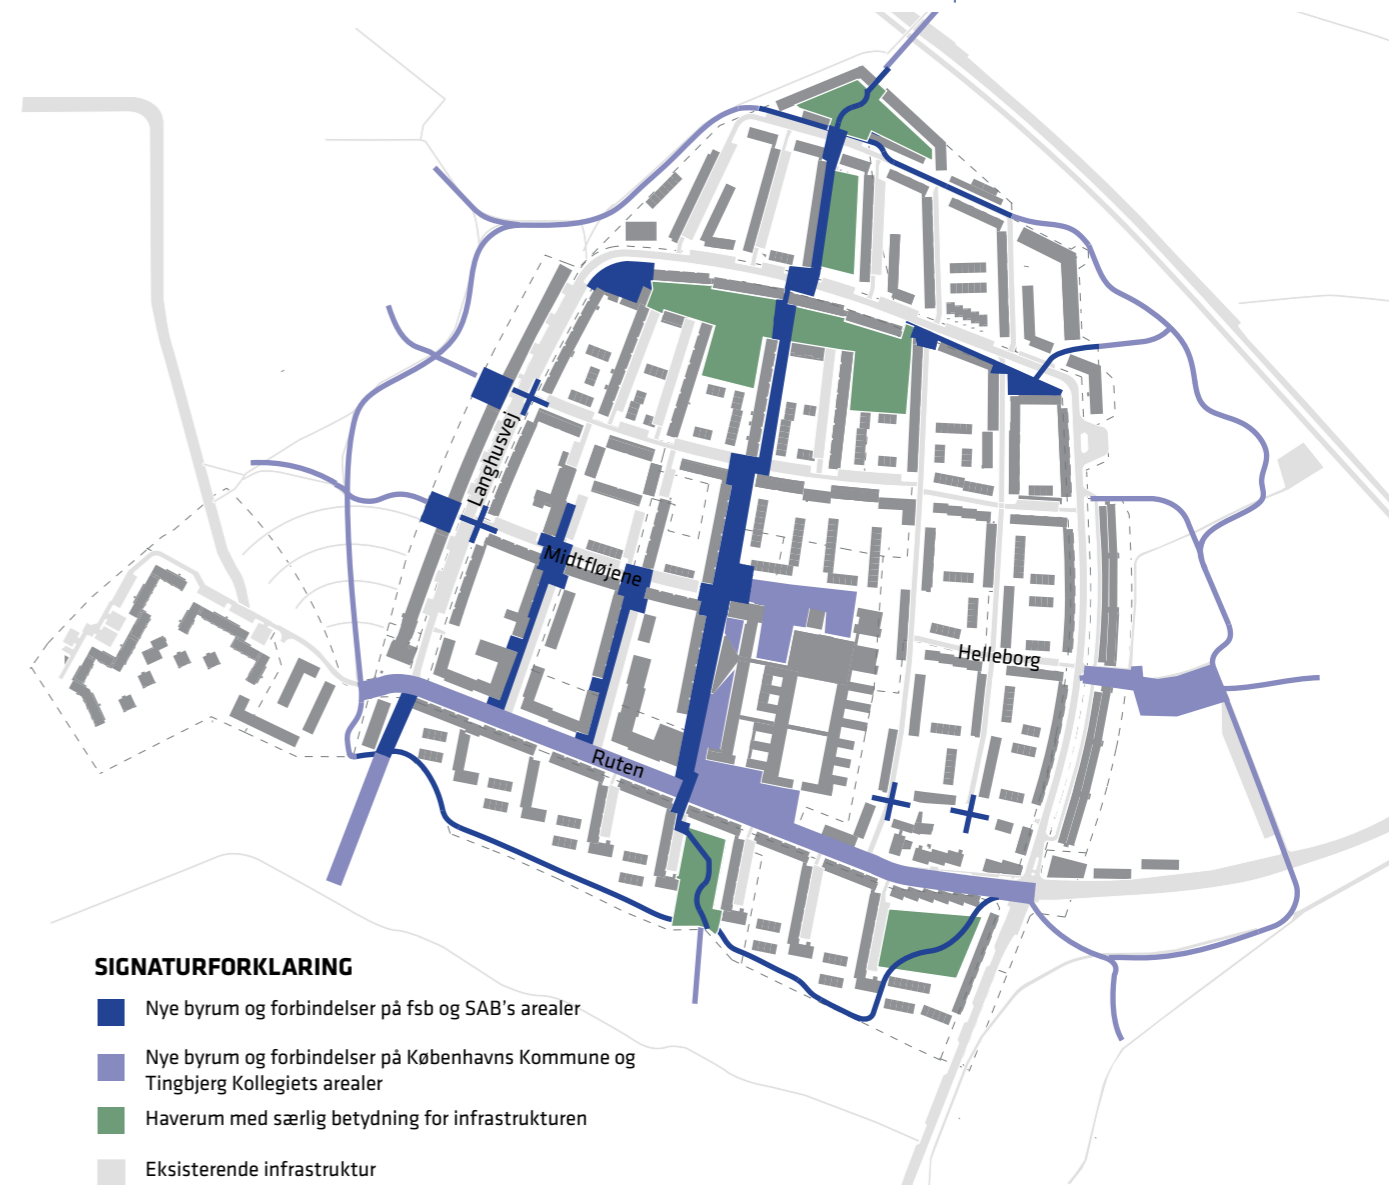 Langhusvej
Midtfløjene
Helleborg
Ruten
SIGNATURFORKLARING
Nye byrum og forbindelser på fsb og SAB's arealer
Nye byrum og forbindelser på Københavns Kommune og
Tingbjerg Kollegiets arealer
Haverum med særlig betydning for infrastrukturen
Eksisterende infrastruktur